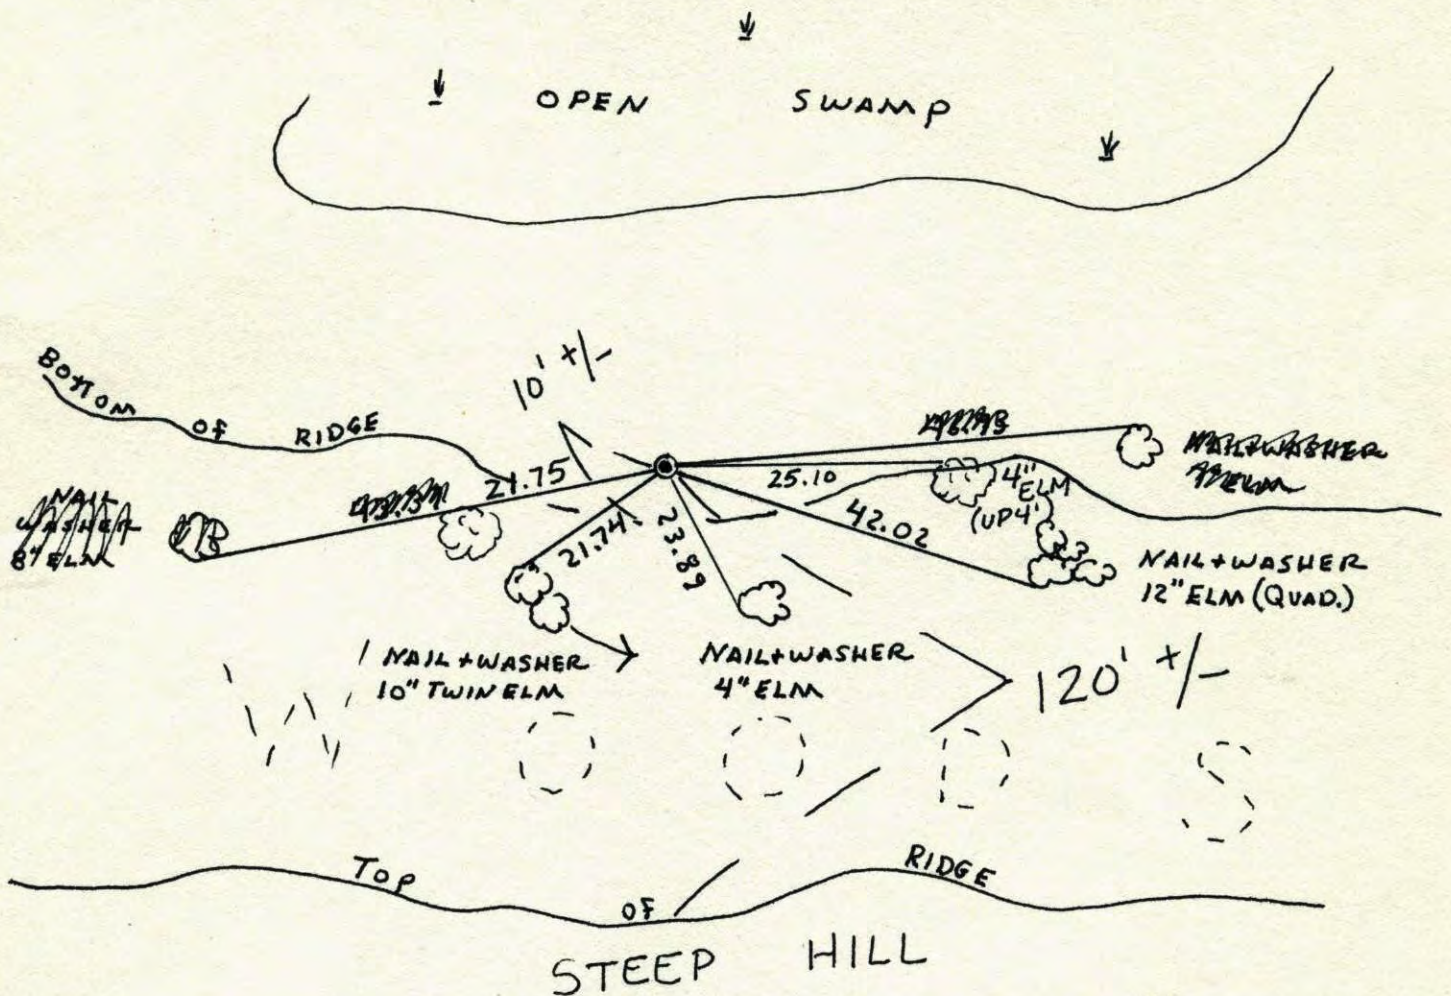 OPEN SWAMP
10' +/-
BOTTOM OF RIDGE
21.75
25.10
4" ELM
(UP 4'
8" ELM
21.74
23.89
42.02
NAIL + WASHER
12" ELM (QUAD.)
NAIL + WASHER
10" TWIN ELM
NAIL + WASHER
4" ELM
120' +/-
WOODS
TOP OF RIDGE
STEEP HILL